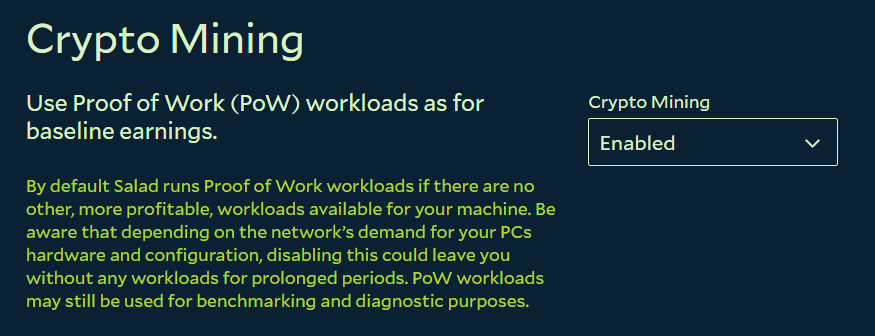 Crypto Mining
Use Proof of Work (PoW) workloads as for
baseline earnings.
Crypto Mining
Enabled
By default Salad runs Proof of Work workloads if there are no
other, more profitable, workloads available for your machine. Be
aware that depending on the network’s demand for your PCs
hardware and configuration, disabling this could leave you
without any workloads for prolonged periods. PoW workloads
may still be used for benchmarking and diagnostic purposes.